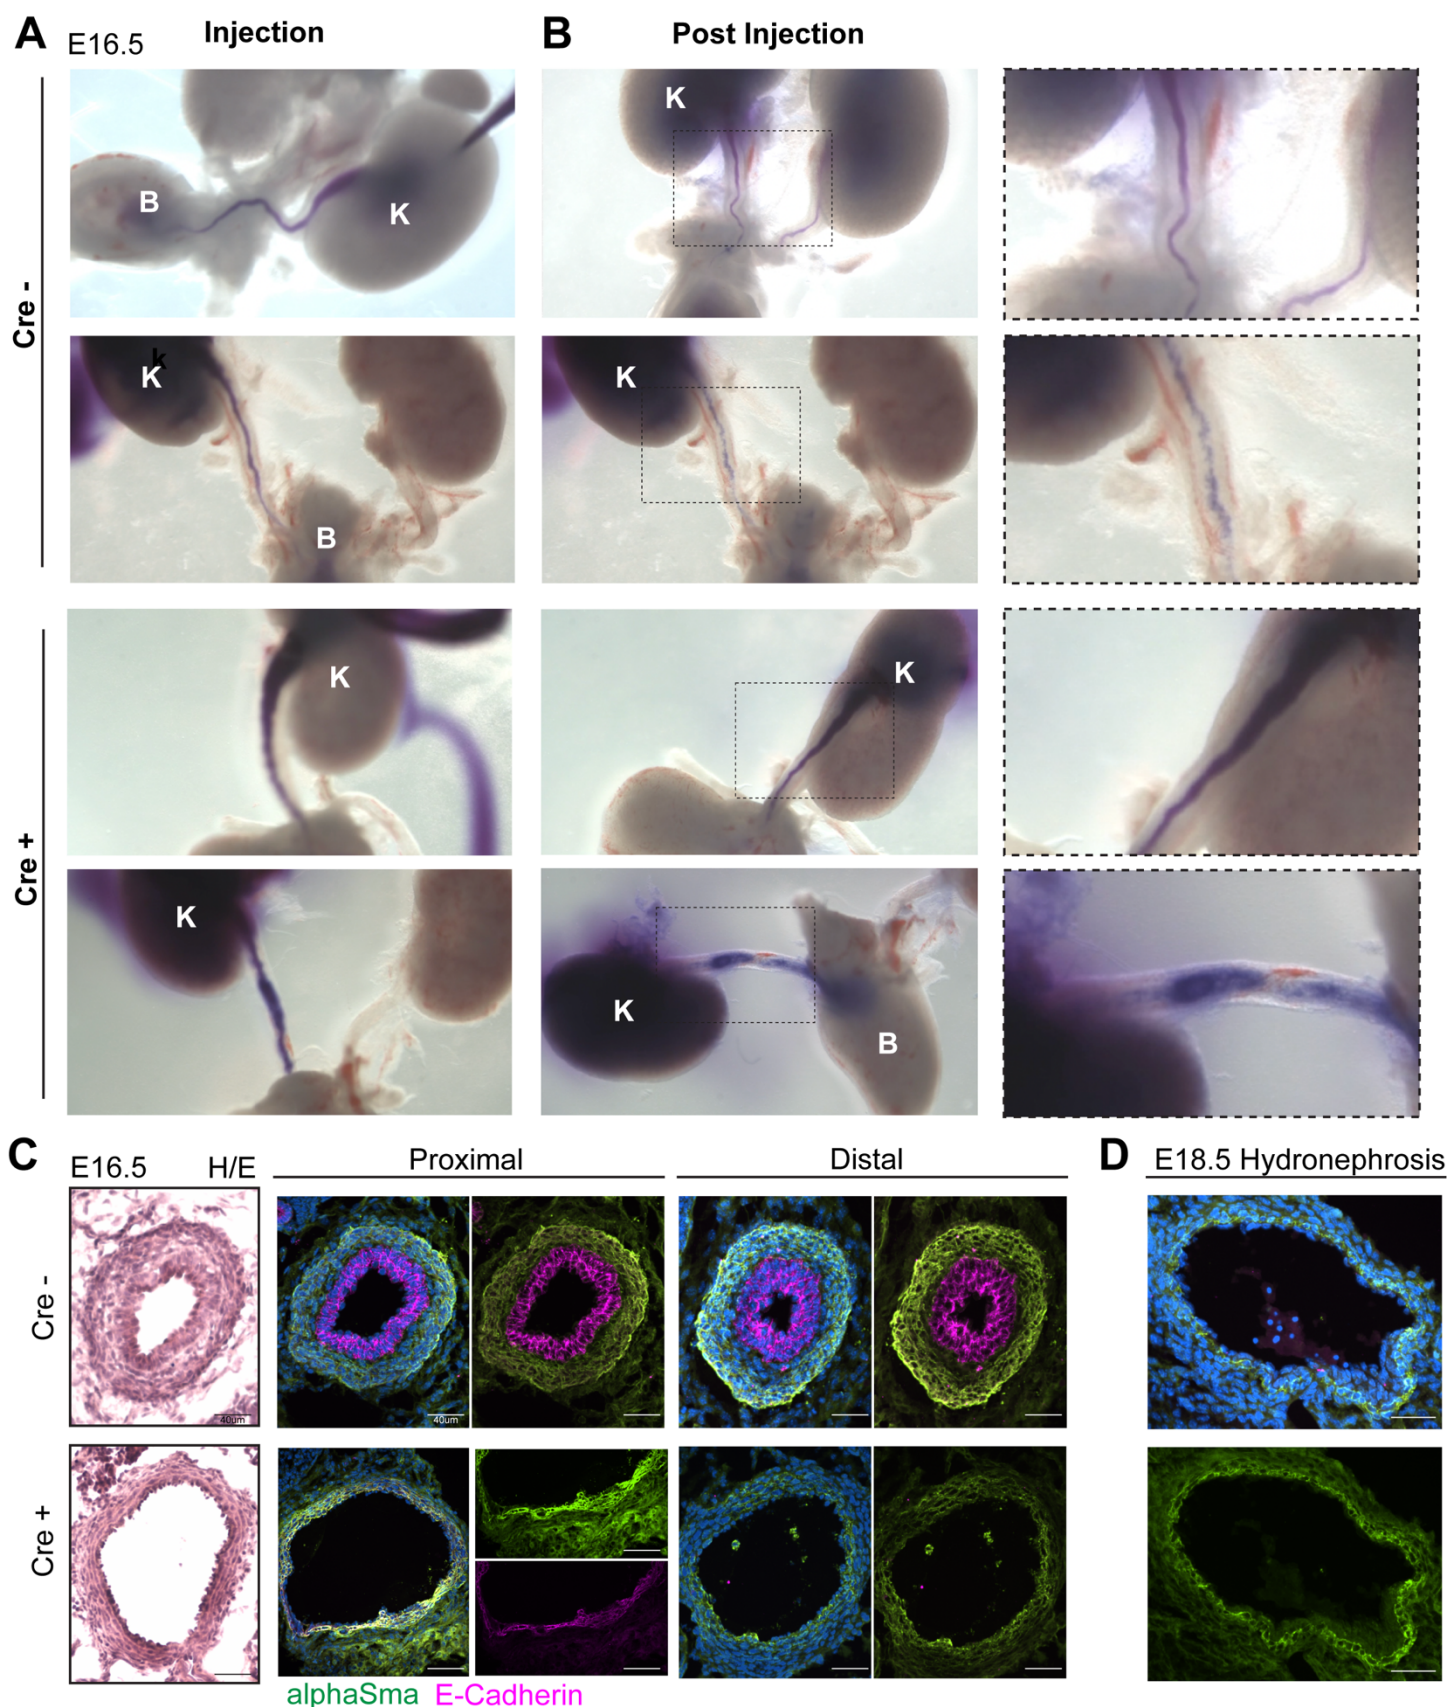 A E16.5 Injection
B Post Injection
Cre -
B
K
K
k
K
B
K
Cre +
K
K
K
K
B
C E16.5 H/E
Proximal
Distal
D E18.5 Hydronephrosis
Cre -
40um
40um
Cre +
alphaSma E-Cadherin